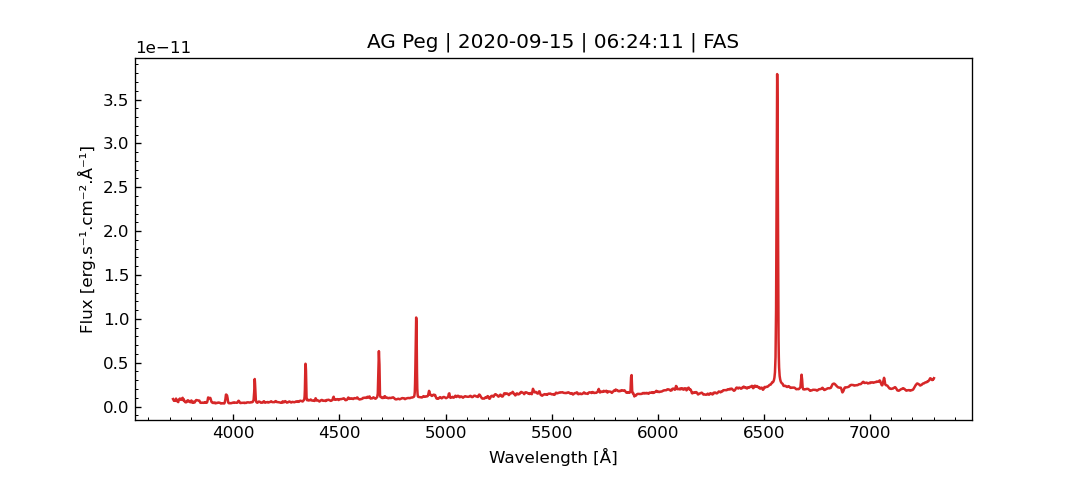 AG Peg | 2020-09-15 | 06:24:11 | FAS
1e−11
3.5
3.0
2.5
2.0
1.5
1.0
0.5
0.0
Flux [erg.s⁻¹.cm⁻².Å⁻¹]
4000 4500 5000 5500 6000 6500 7000
Wavelength [Å]